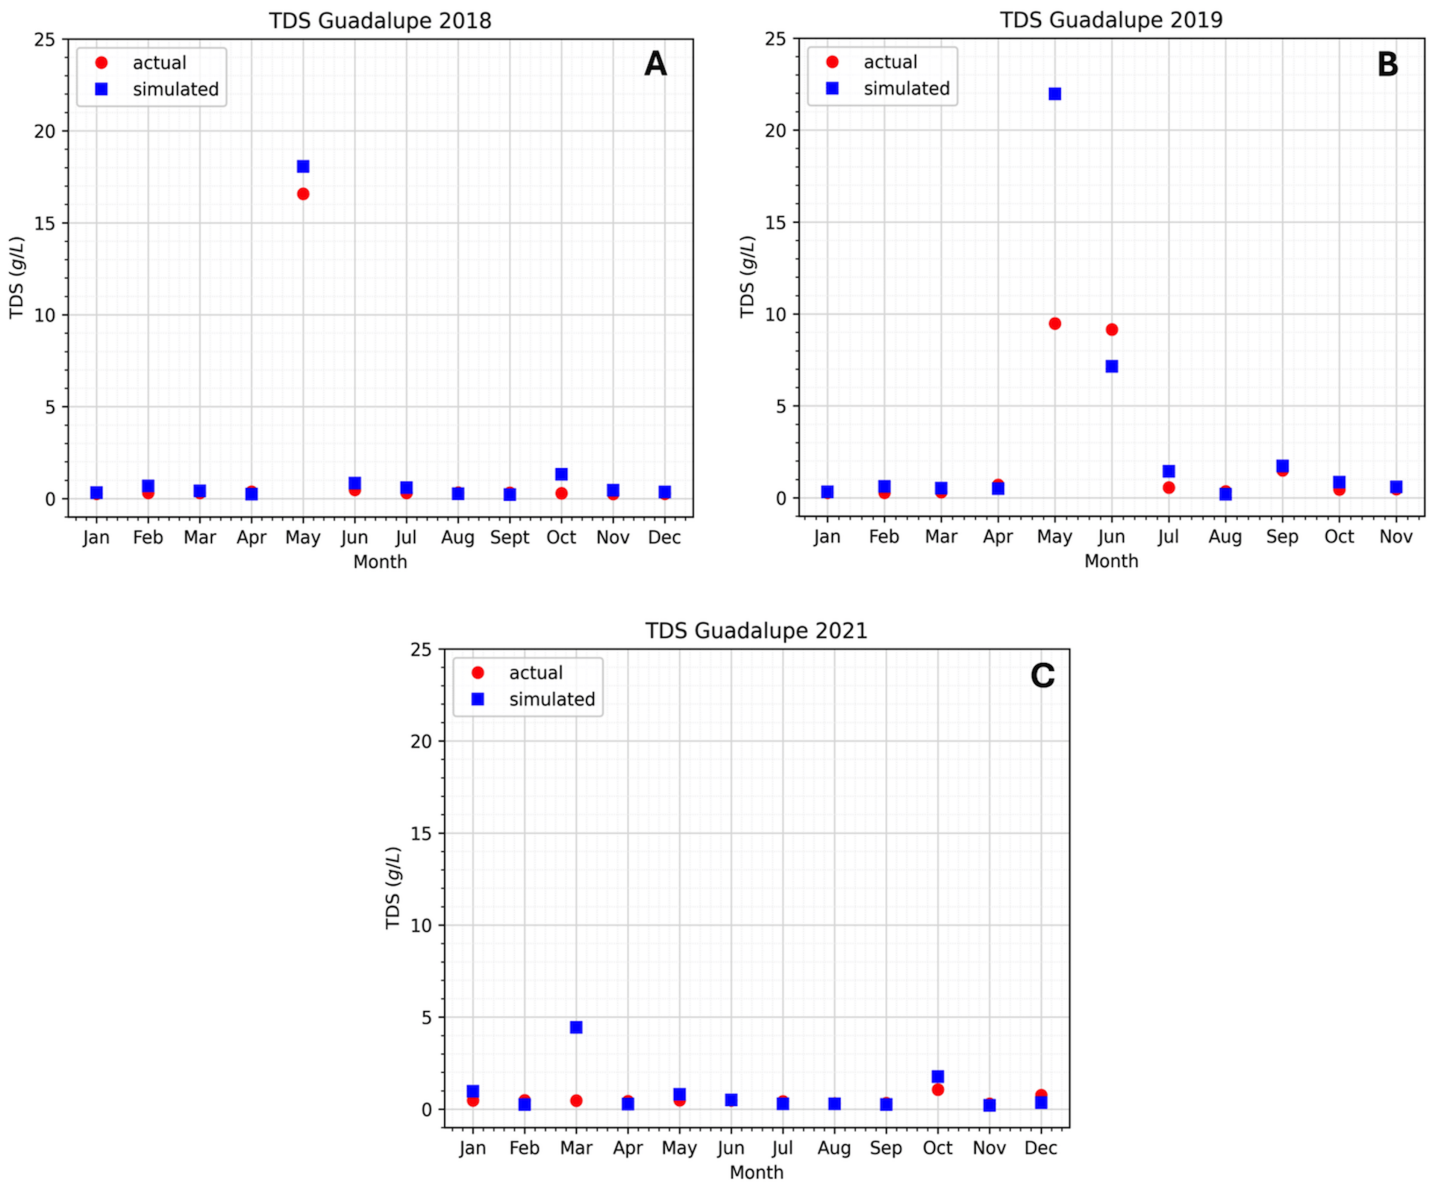 TDS Guadalupe 2018
A
actual
simulated
25
20
15
10
5
0
TDS (g/L)
Jan Feb Mar Apr May Jun Jul Aug Sept Oct Nov Dec
Month
TDS Guadalupe 2019
B
actual
simulated
25
20
15
10
5
0
TDS (g/L)
Jan Feb Mar Apr May Jun Jul Aug Sep Oct Nov
Month
TDS Guadalupe 2021
C
actual
simulated
25
20
15
10
5
0
TDS (g/L)
Jan Feb Mar Apr May Jun Jul Aug Sep Oct Nov Dec
Month